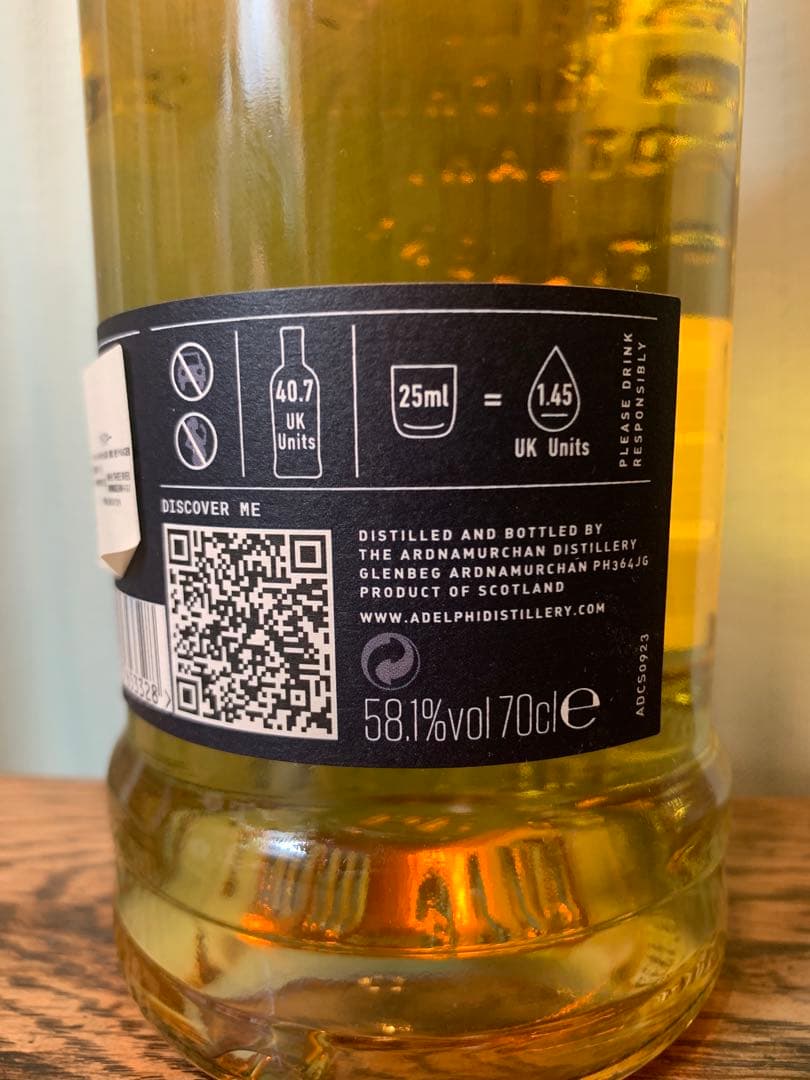 40.7
UK
Units
25ml
=
1.45
UK Units
PLEASE DRINK
RESPONSIBLY
DISCOVER ME
DISTILLED AND BOTTLED BY
THE ARDNAMURCHAN DISTILLERY
GLENBEG ARDNAMURCHAN PH364JG
PRODUCT OF SCOTLAND
WWW.ADELPHIDISTILLERY.COM
58.1%vol 70cl e
ADCS0923